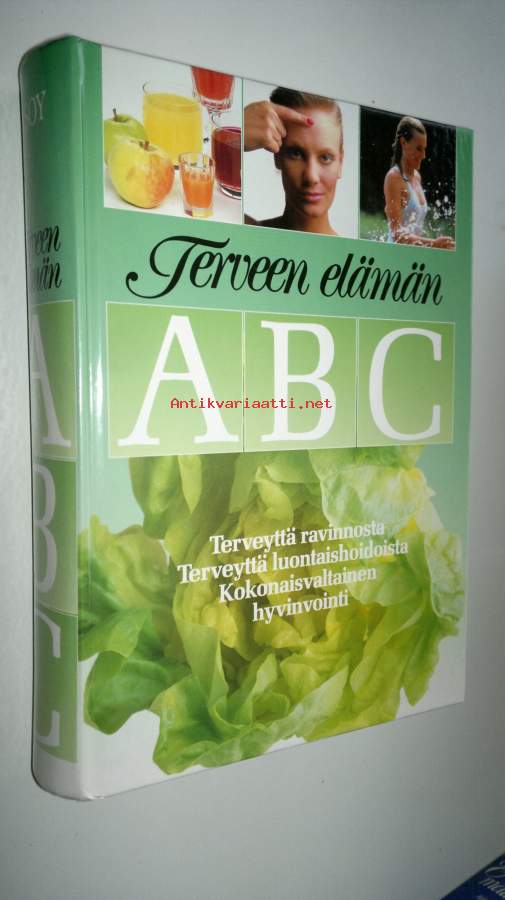 Terveen elämän
A B C
Antikvariaatti.net
Terveyttä ravinnosta
Terveyttä luontaishoidoista
Kokonaisvaltainen
hyvinvointi
A
B
C